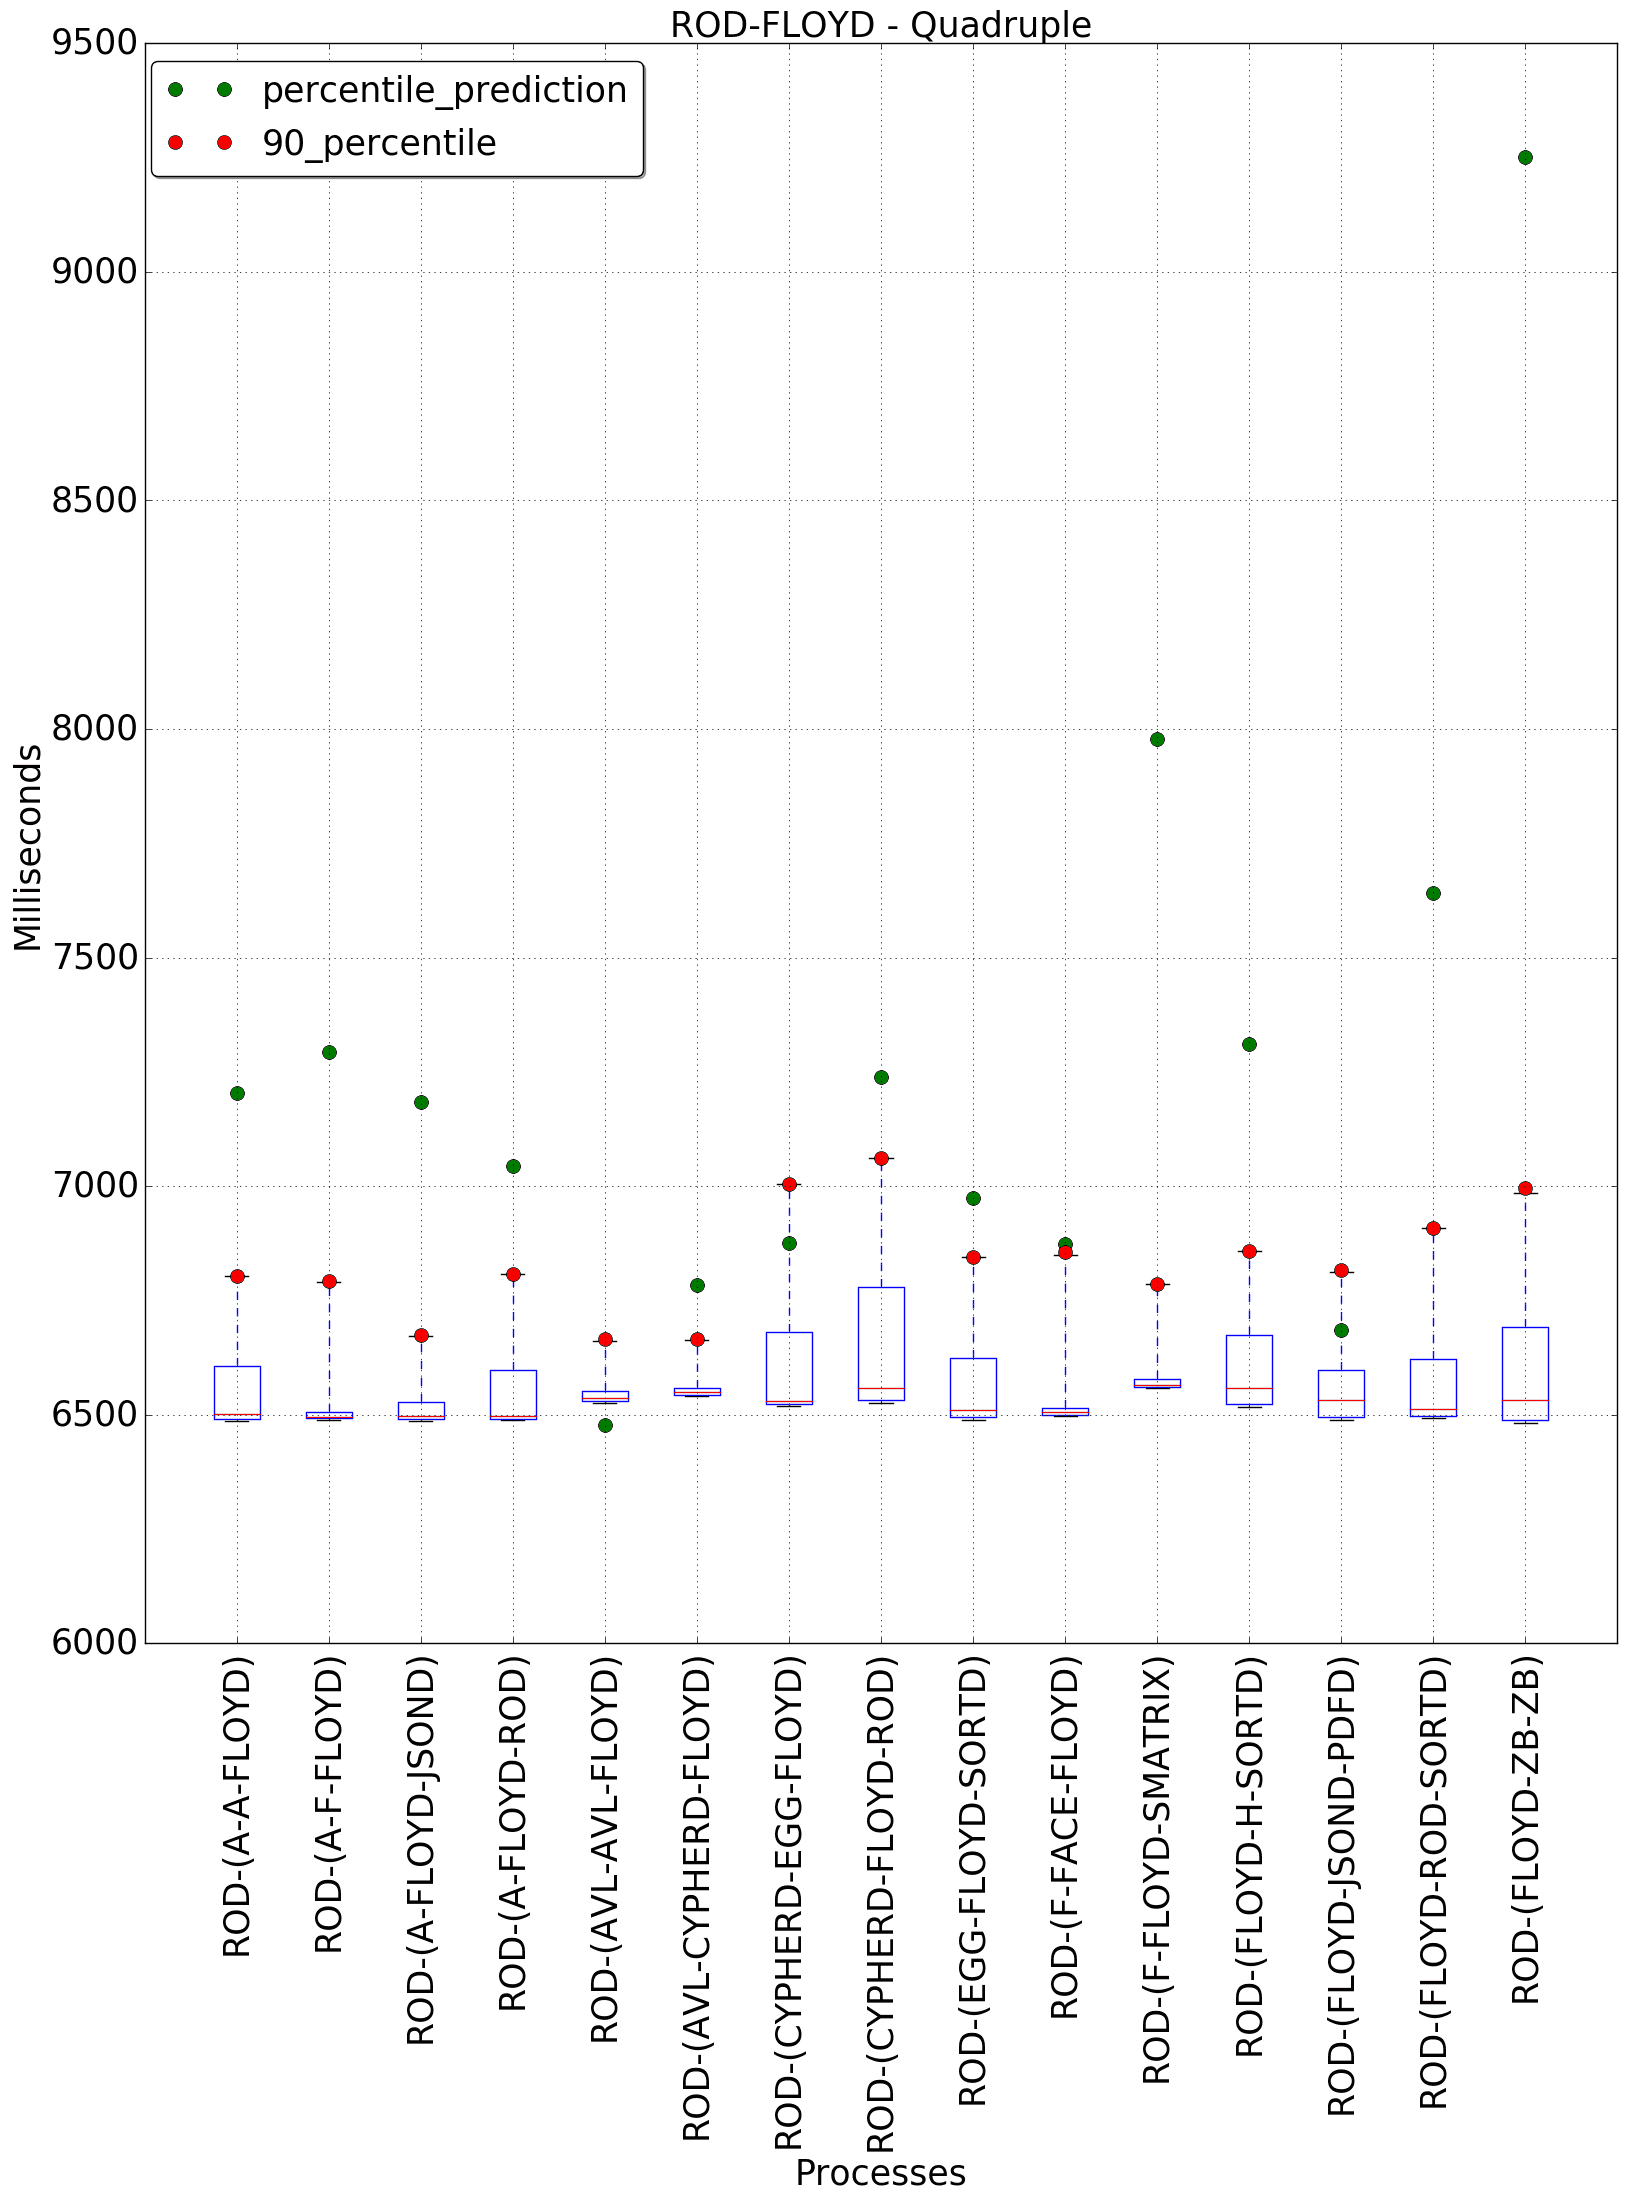 ROD-FLOYD - Quadruple
percentile_prediction
90_percentile
9500
9000
8500
8000
7500
7000
6500
6000
Milliseconds
ROD-(A-A-FLOYD)
ROD-(A-F-FLOYD)
ROD-(A-FLOYD-JSOND)
ROD-(A-FLOYD-ROD)
ROD-(AVL-AVL-FLOYD)
ROD-(AVL-CYPHERD-FLOYD)
ROD-(CYPHERD-EGG-FLOYD)
ROD-(CYPHERD-FLOYD-ROD)
ROD-(EGG-FLOYD-SORTD)
ROD-(F-FACE-FLOYD)
ROD-(F-FLOYD-SMATRIX)
ROD-(FLOYD-H-SORTD)
ROD-(FLOYD-JSOND-PDFD)
ROD-(FLOYD-ROD-SORTD)
ROD-(FLOYD-ZB-ZB)
Processes